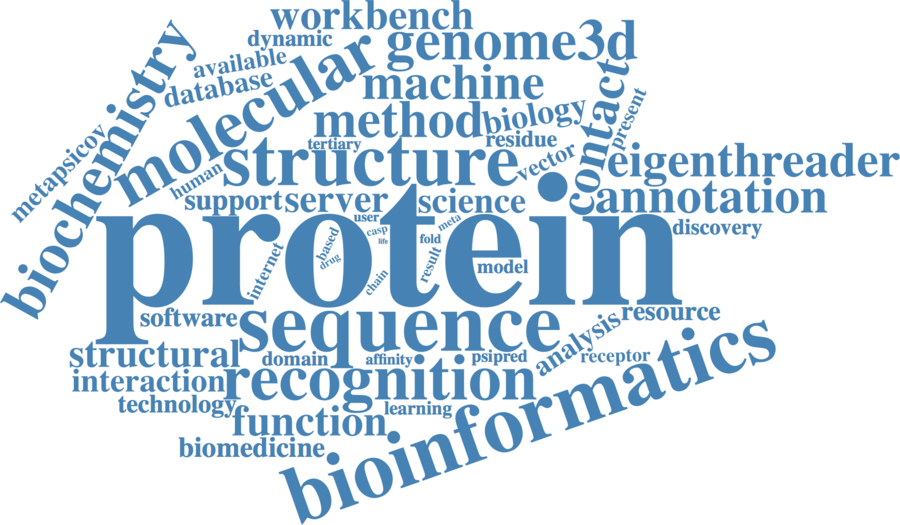 workbench
dynamic
genome3d
available
database
machine
biochemistry
molecular
contact
present
method
biology
residue
tertiary
metapsicov
structure
vector
eigenthreader
human
support
server
science
annotation
protein
user
casp
life
meta
fold
discovery
based
drug
internet
result
chain
model
software
sequence
resource
analysis
structural
domain
affinity
psipred
receptor
interaction
recognition
bioinformatics
technology
function
learning
biomedicine